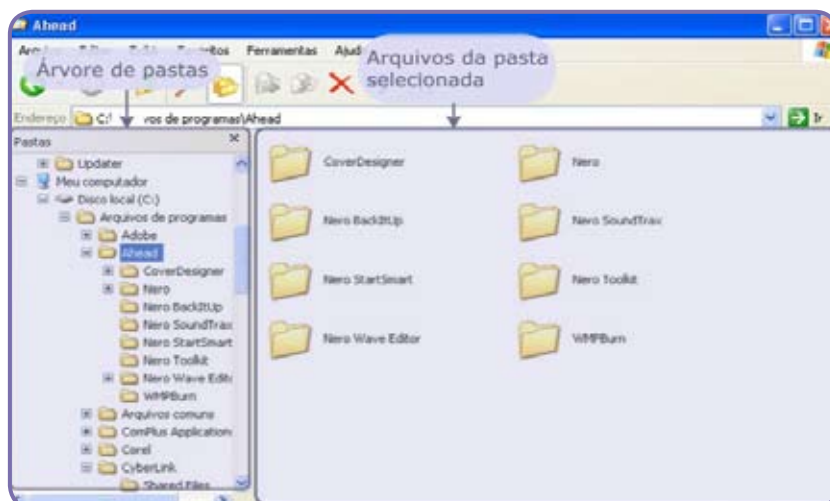 Ahead
Ferramentas
Árvore de pastas
Arquivos da pasta
selecionada
Endereço C:\ vos de programas\Ahead
Ir
Pastas
Updater
Meu computador
Disco local (C:)
Arquivos de programas
Adobe
Ahead
CoverDesigner
Nero
Nero BackItUp
Nero SoundTrax
Nero StartSmart
Nero Toolkit
Nero Wave Edit
WMPBurn
Arquivos comuns
ComPlus Application
Corel
CyberLink
Shared Files
CoverDesigner
Nero
Nero BackItUp
Nero SoundTrax
Nero StartSmart
Nero Toolkit
Nero Wave Editor
WMPBurn